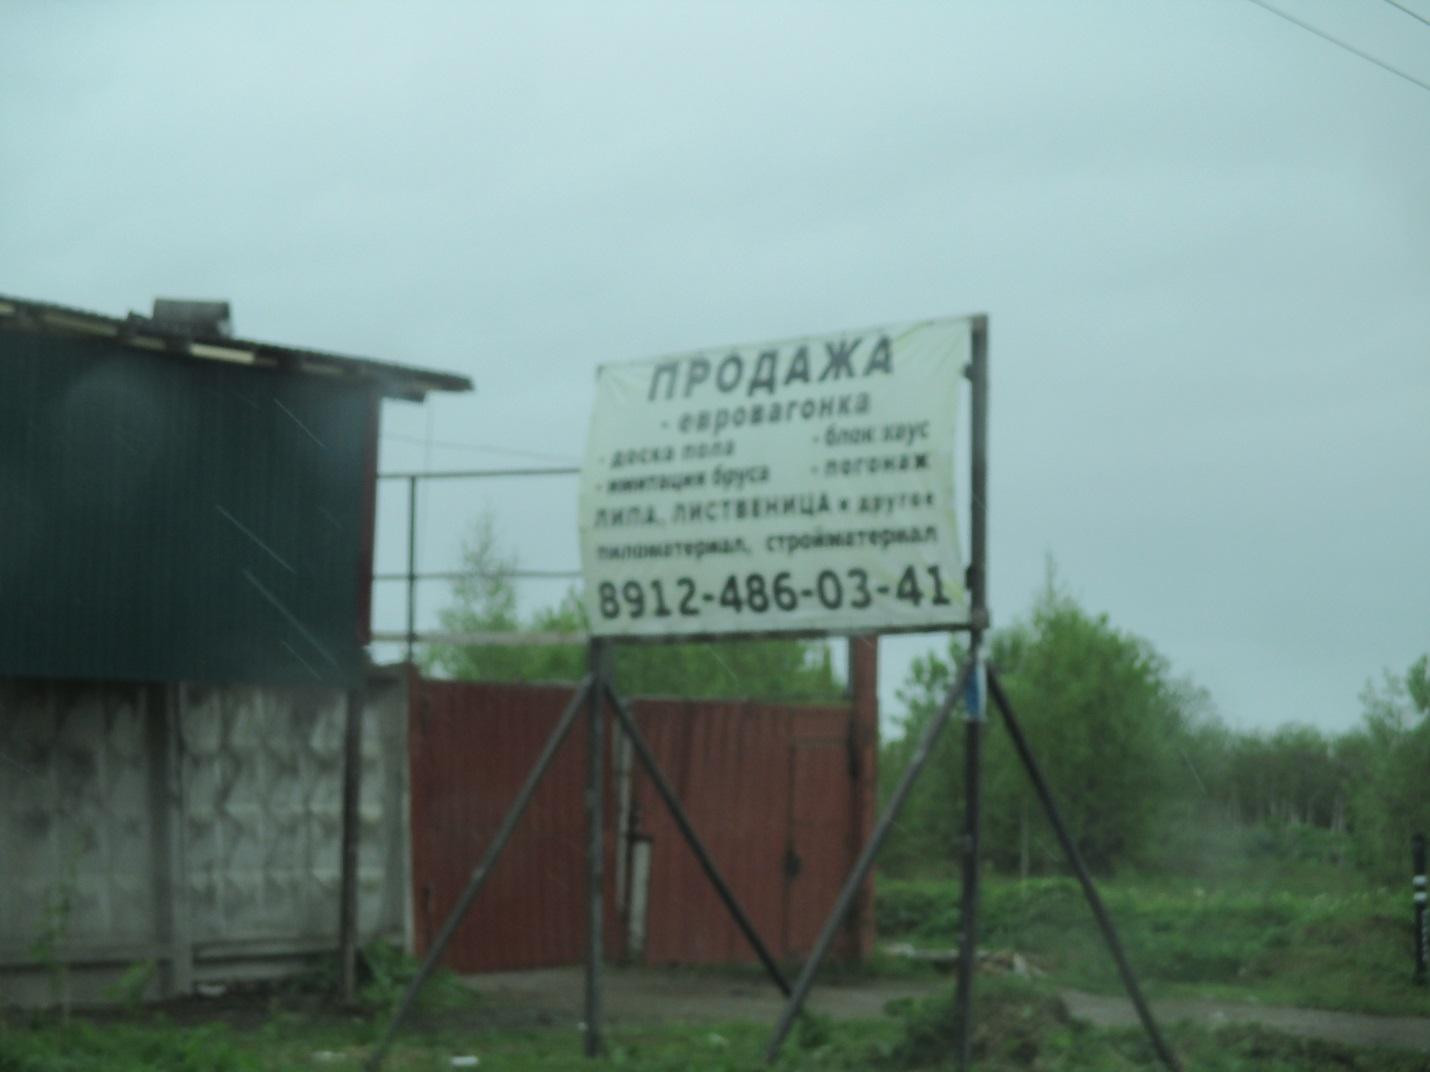 ПРОДАЖА
- евровагонка
- доска пола - блок хаус
- имитация бруса - погонаж
ЛИПА, ЛИСТВЕНИЦА и другое
пиломатериал, стройматериал
8912-486-03-41